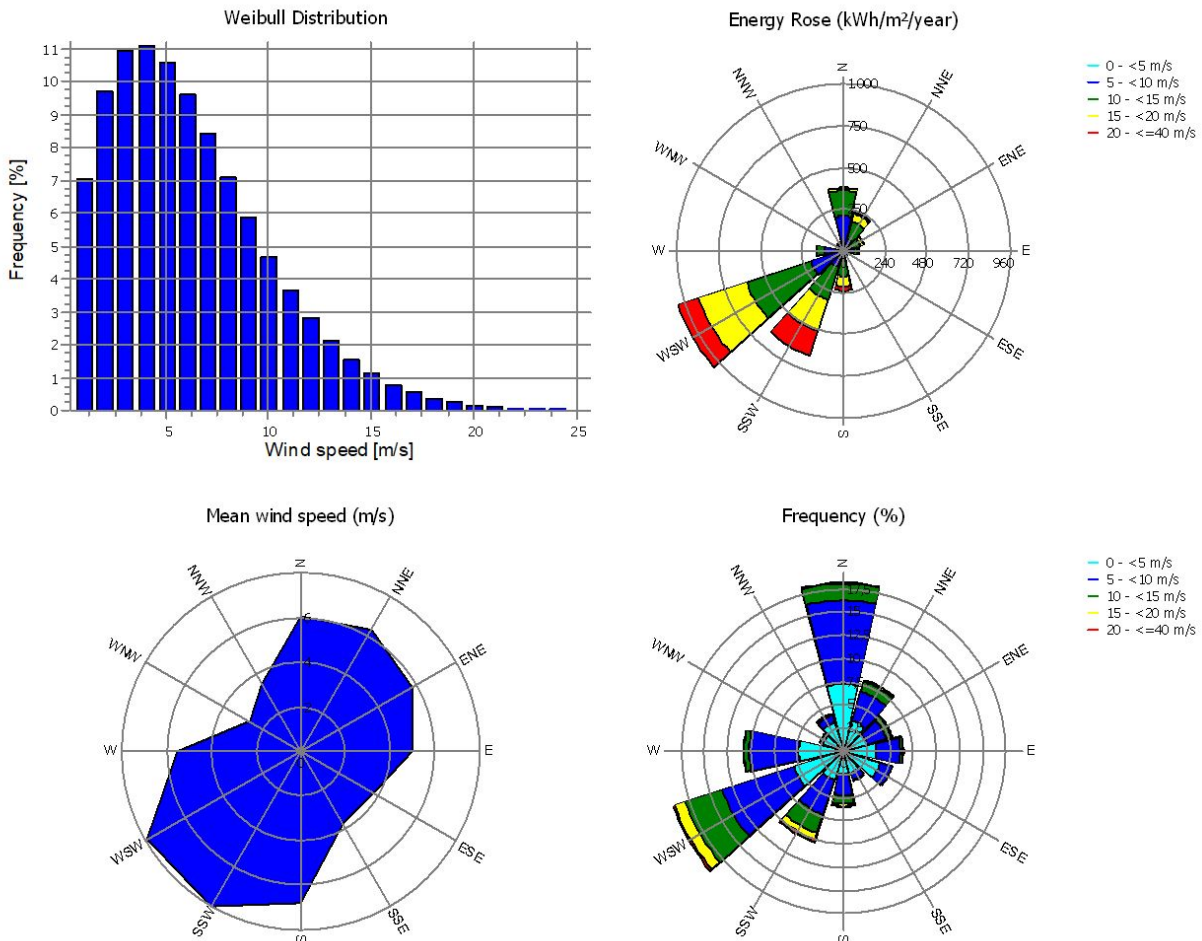 Weibull Distribution
11
10
9
8
7
6
5
4
3
2
1
0
Frequency [%]
5
10
15
20
25
Wind speed [m/s]
Energy Rose (kWh/m²/year)
N
NNE
ENE
E
ESE
SSE
S
SSW
WSW
W
WNW
NNW
1000
750
500
240
480
720
960
0 - <5 m/s
5 - <10 m/s
10 - <15 m/s
15 - <20 m/s
20 - <=40 m/s
Mean wind speed (m/s)
N
NNE
ENE
E
ESE
SSE
S
SSW
WSW
W
WNW
NNW
6
4
Frequency (%)
N
NNE
ENE
E
ESE
SSE
S
SSW
WSW
W
WNW
NNW
17,5
0 - <5 m/s
5 - <10 m/s
10 - <15 m/s
15 - <20 m/s
20 - <=40 m/s